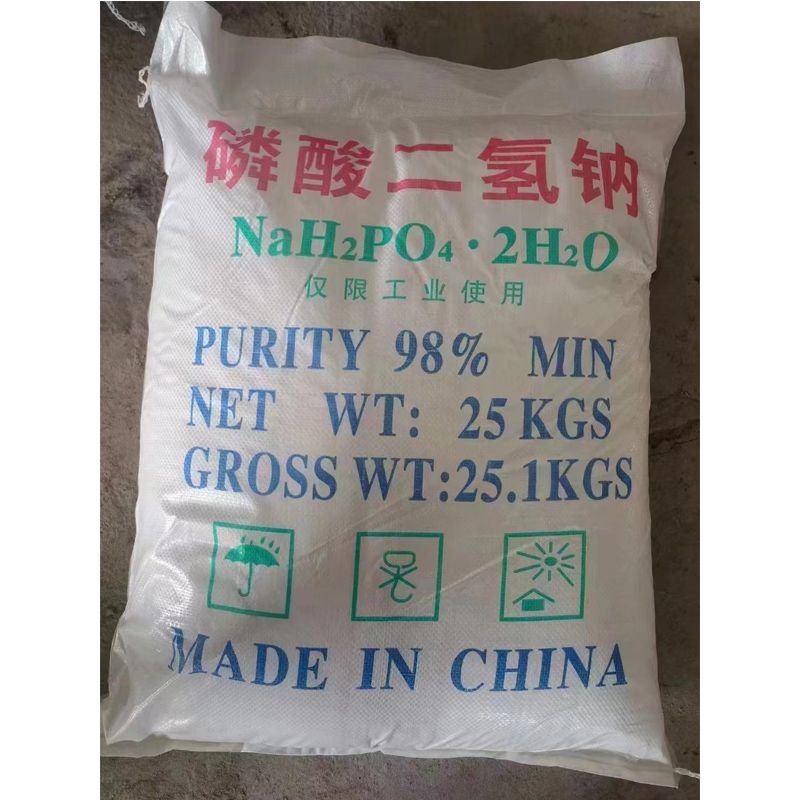 磷酸二氢钠
NaH₂PO₄·2H₂O
仅限工业使用
PURITY 98% MIN
NET WT: 25 KGS
GROSS WT:25.1KGS
MADE IN CHINA